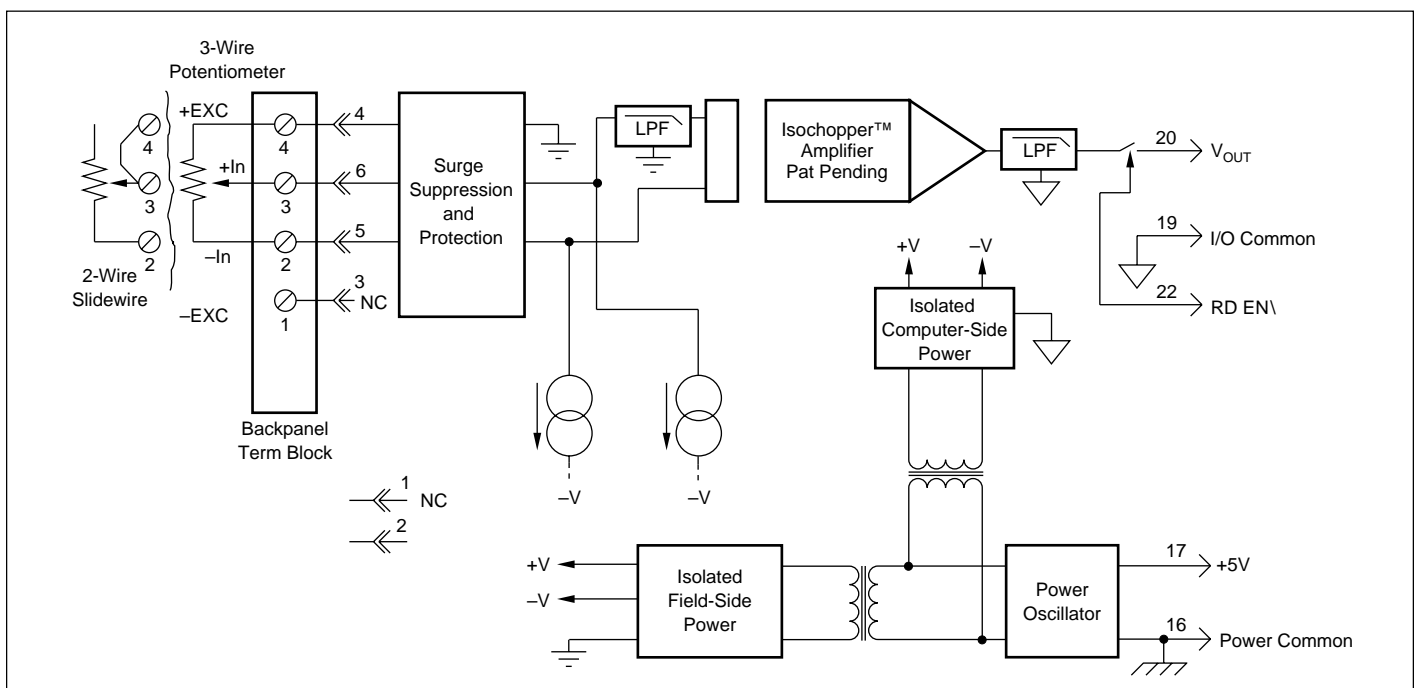 3-Wire
Potentiometer
+EXC
4
3
2
+In
–In
2-Wire
Slidewire
–EXC
4
3
2
1
Backpanel
Term Block
4
6
5
3
NC
1
NC
2
Surge
Suppression
and
Protection
LPF
–V
–V
Isochopper™
Amplifier
Pat Pending
LPF
20
VOUT
19
I/O Common
22
RD EN\
+V
–V
Isolated
Computer-Side
Power
+V
–V
Isolated
Field-Side
Power
Power
Oscillator
17
+5V
16
Power Common